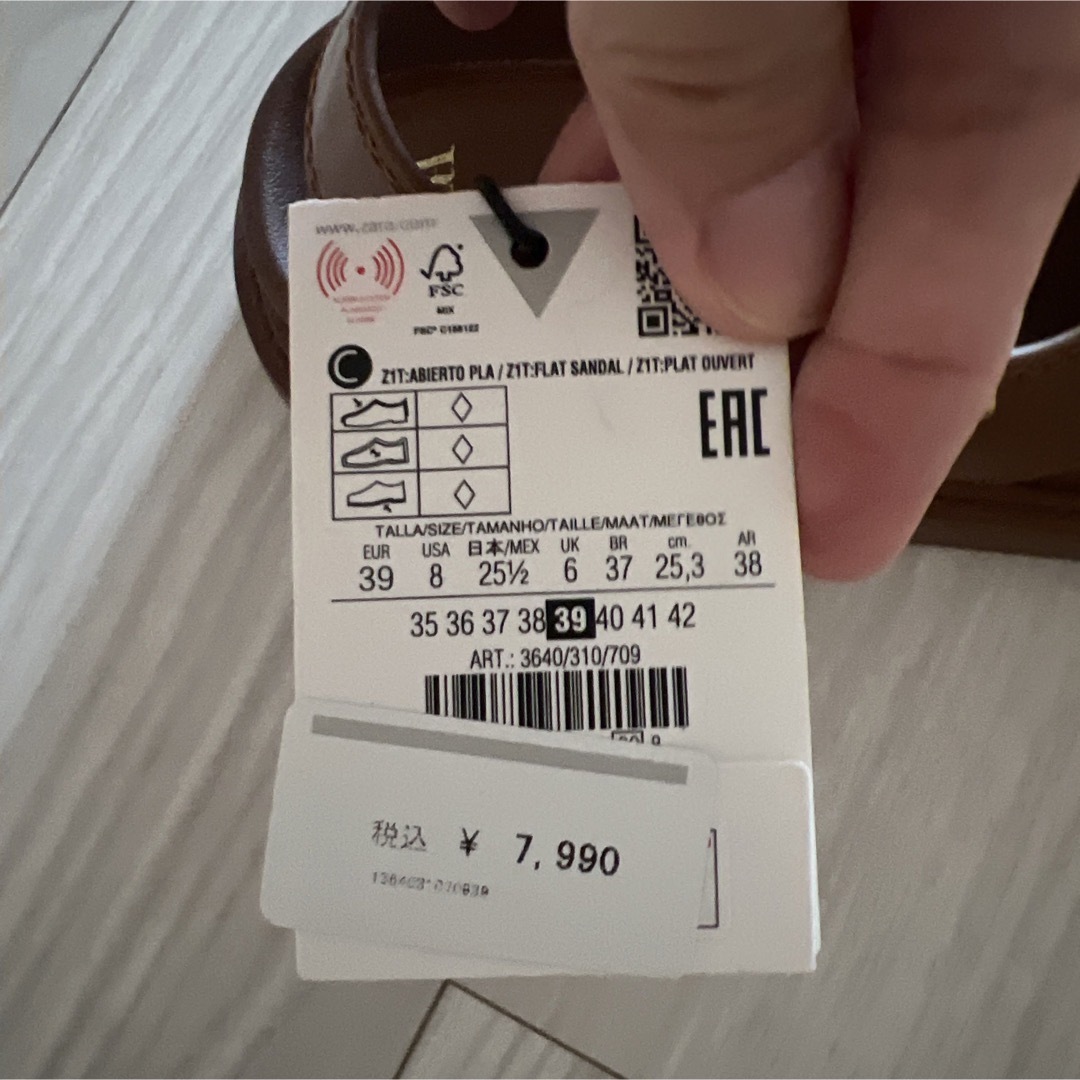 www.zara.com
FSC
MIX
FSC® C158122
C
Z1T:ABIERTO PLA / Z1T:FLAT SANDAL / Z1T:PLAT OUVERT
EAC
TALLA/SIZE/TAMANHO/TAILLE/MAAT/ΜΕΓΕΘΟΣ
EUR USA 日本/MEX UK BR cm. AR
39 8 25½ 6 37 25,3 38
35 36 37 38 39 40 41 42
ART.: 3640/310/709
税込 ¥ 7,990